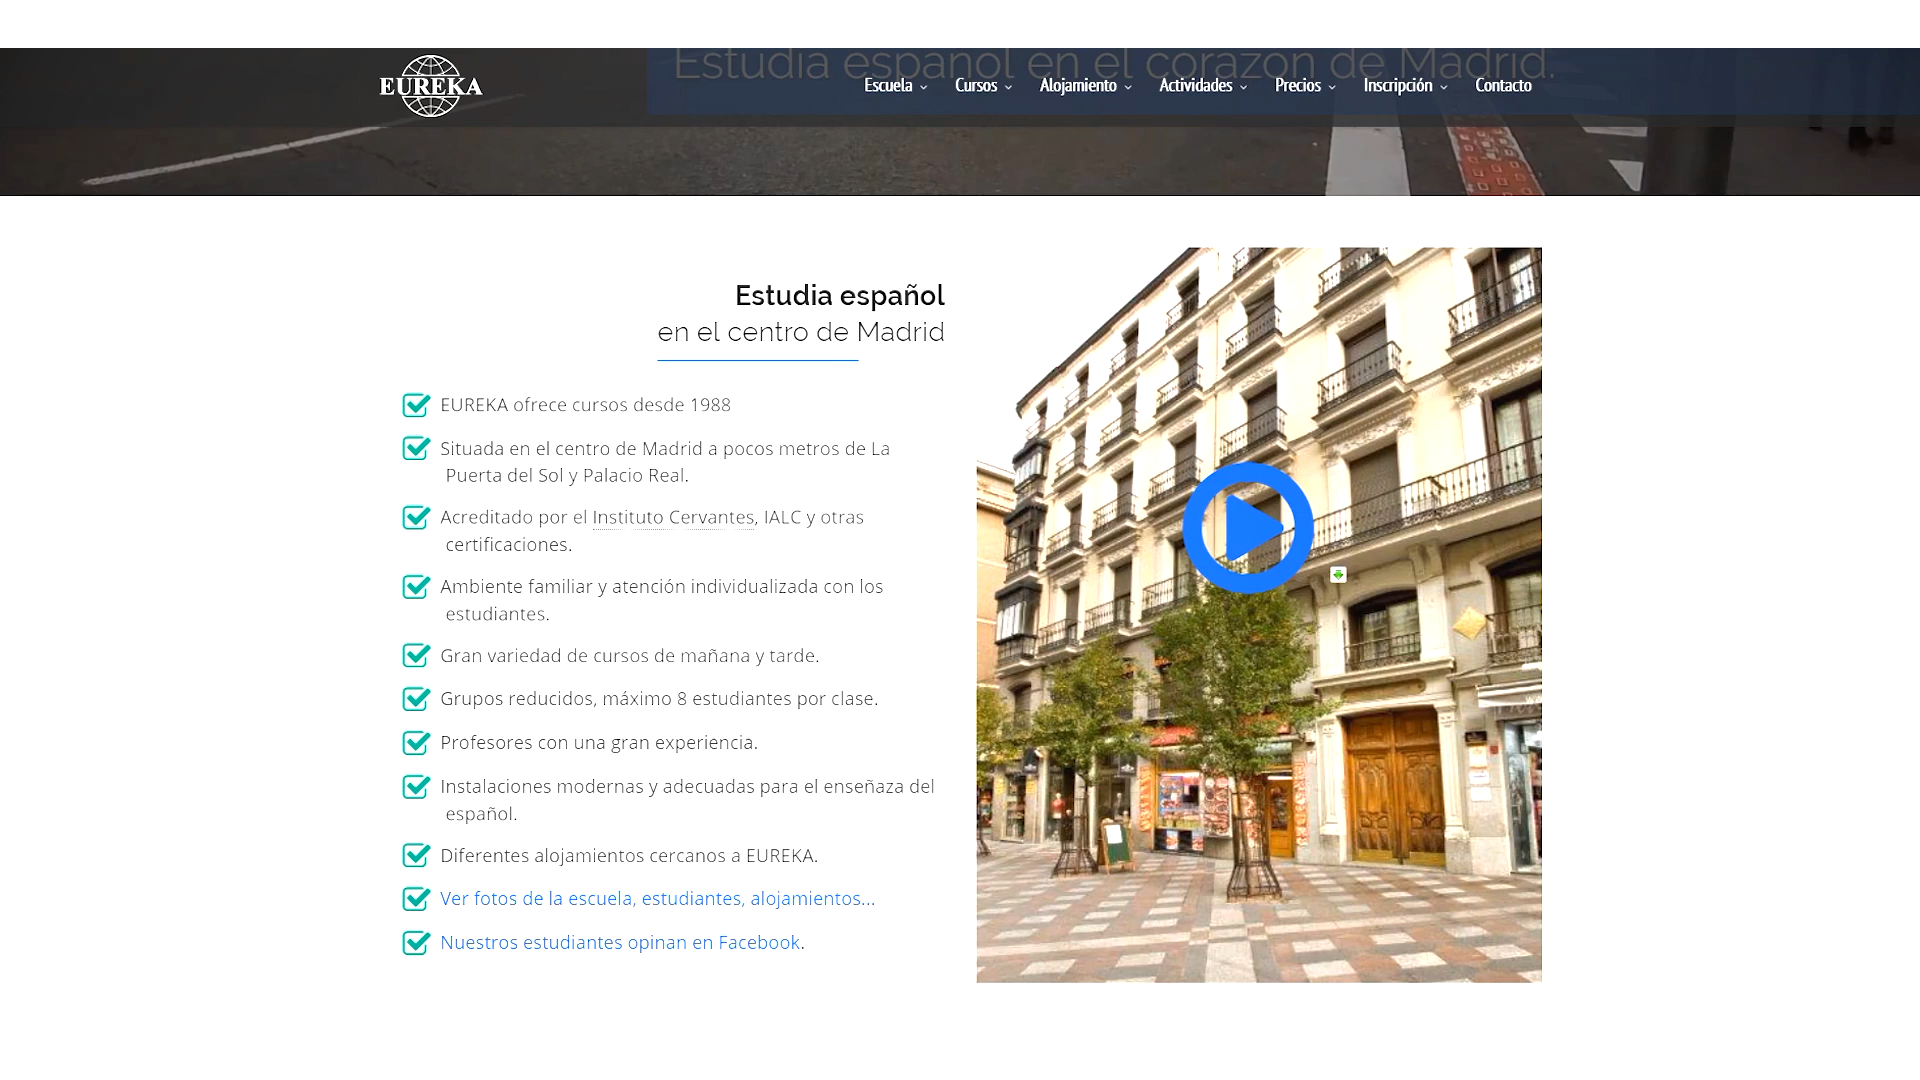 Estudia español en el corazón de Madrid.
EUREKA
Escuela
Cursos
Alojamiento
Actividades
Precios
Inscripción
Contacto
Estudia español
en el centro de Madrid
EUREKA ofrece cursos desde 1988
Situada en el centro de Madrid a pocos metros de La
Puerta del Sol y Palacio Real.
Acreditado por el Instituto Cervantes, IALC y otras
certificaciones.
Ambiente familiar y atención individualizada con los
estudiantes.
Gran variedad de cursos de mañana y tarde.
Grupos reducidos, máximo 8 estudiantes por clase.
Profesores con una gran experiencia.
Instalaciones modernas y adecuadas para el enseñaza del
español.
Diferentes alojamientos cercanos a EUREKA.
Ver fotos de la escuela, estudiantes, alojamientos...
Nuestros estudiantes opinan en Facebook.